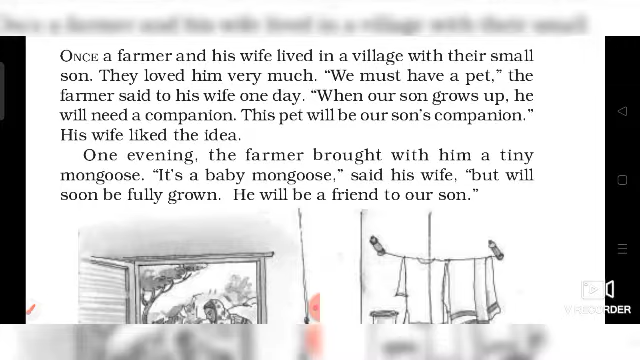 ONCE a farmer and his wife lived in a village with their small
son. They loved him very much. “We must have a pet,” the
farmer said to his wife one day. “When our son grows up, he
will need a companion. This pet will be our son’s companion.”
His wife liked the idea.
One evening, the farmer brought with him a tiny
mongoose. “It’s a baby mongoose,” said his wife, “but will
soon be fully grown. He will be a friend to our son.”
V RECORDER